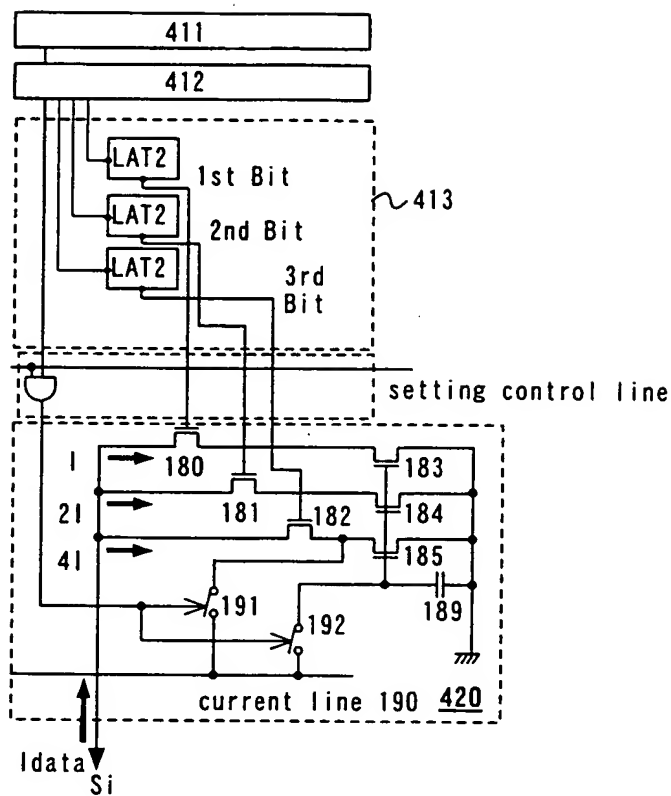 411
412
LAT2
1st Bit
413
LAT2
2nd Bit
LAT2
3rd
Bit
setting control line
I
180
183
2I
181
182
184
4I
185
191
192
189
current line 190
420
Idata
Si